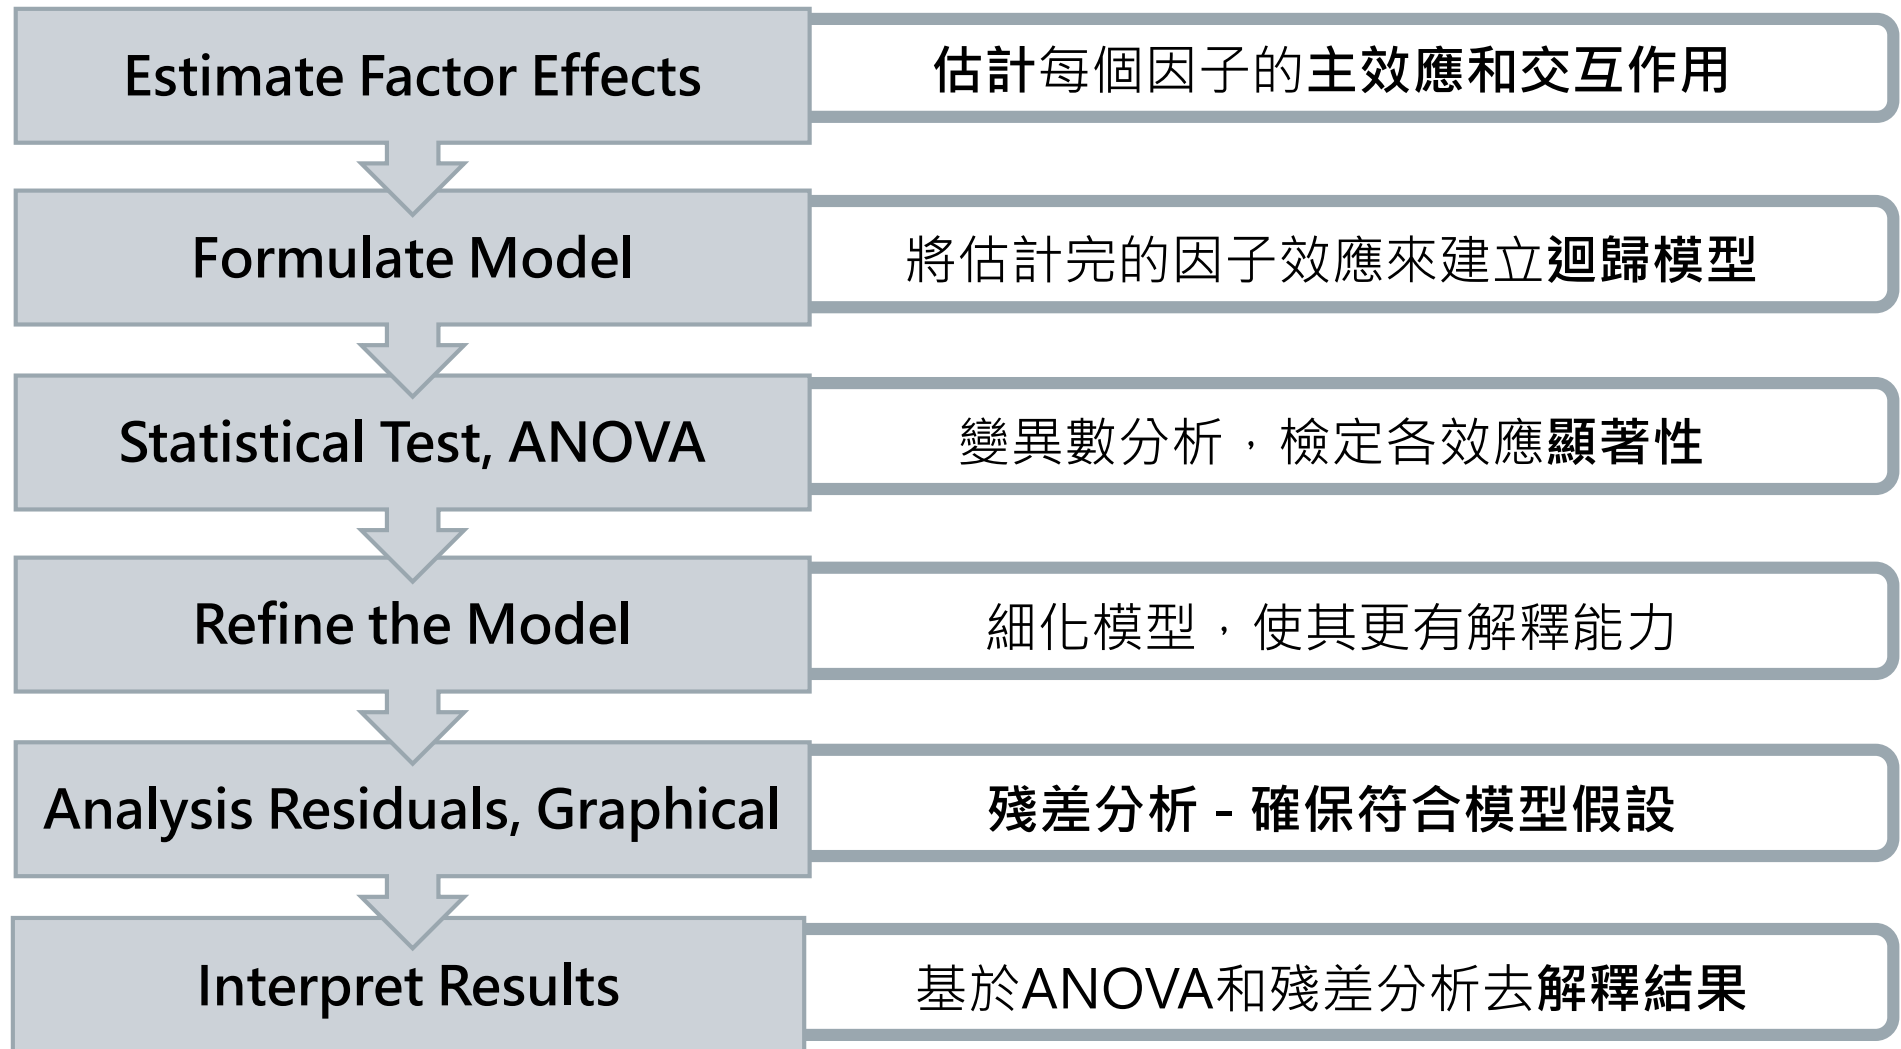 Estimate Factor Effects
估計每個因子的主效應和交互作用
Formulate Model
將估計完的因子效應來建立迴歸模型
Statistical Test, ANOVA
變異數分析，檢定各效應顯著性
Refine the Model
細化模型，使其更有解釋能力
Analysis Residuals, Graphical
殘差分析 - 確保符合模型假設
Interpret Results
基於ANOVA和殘差分析去解釋結果